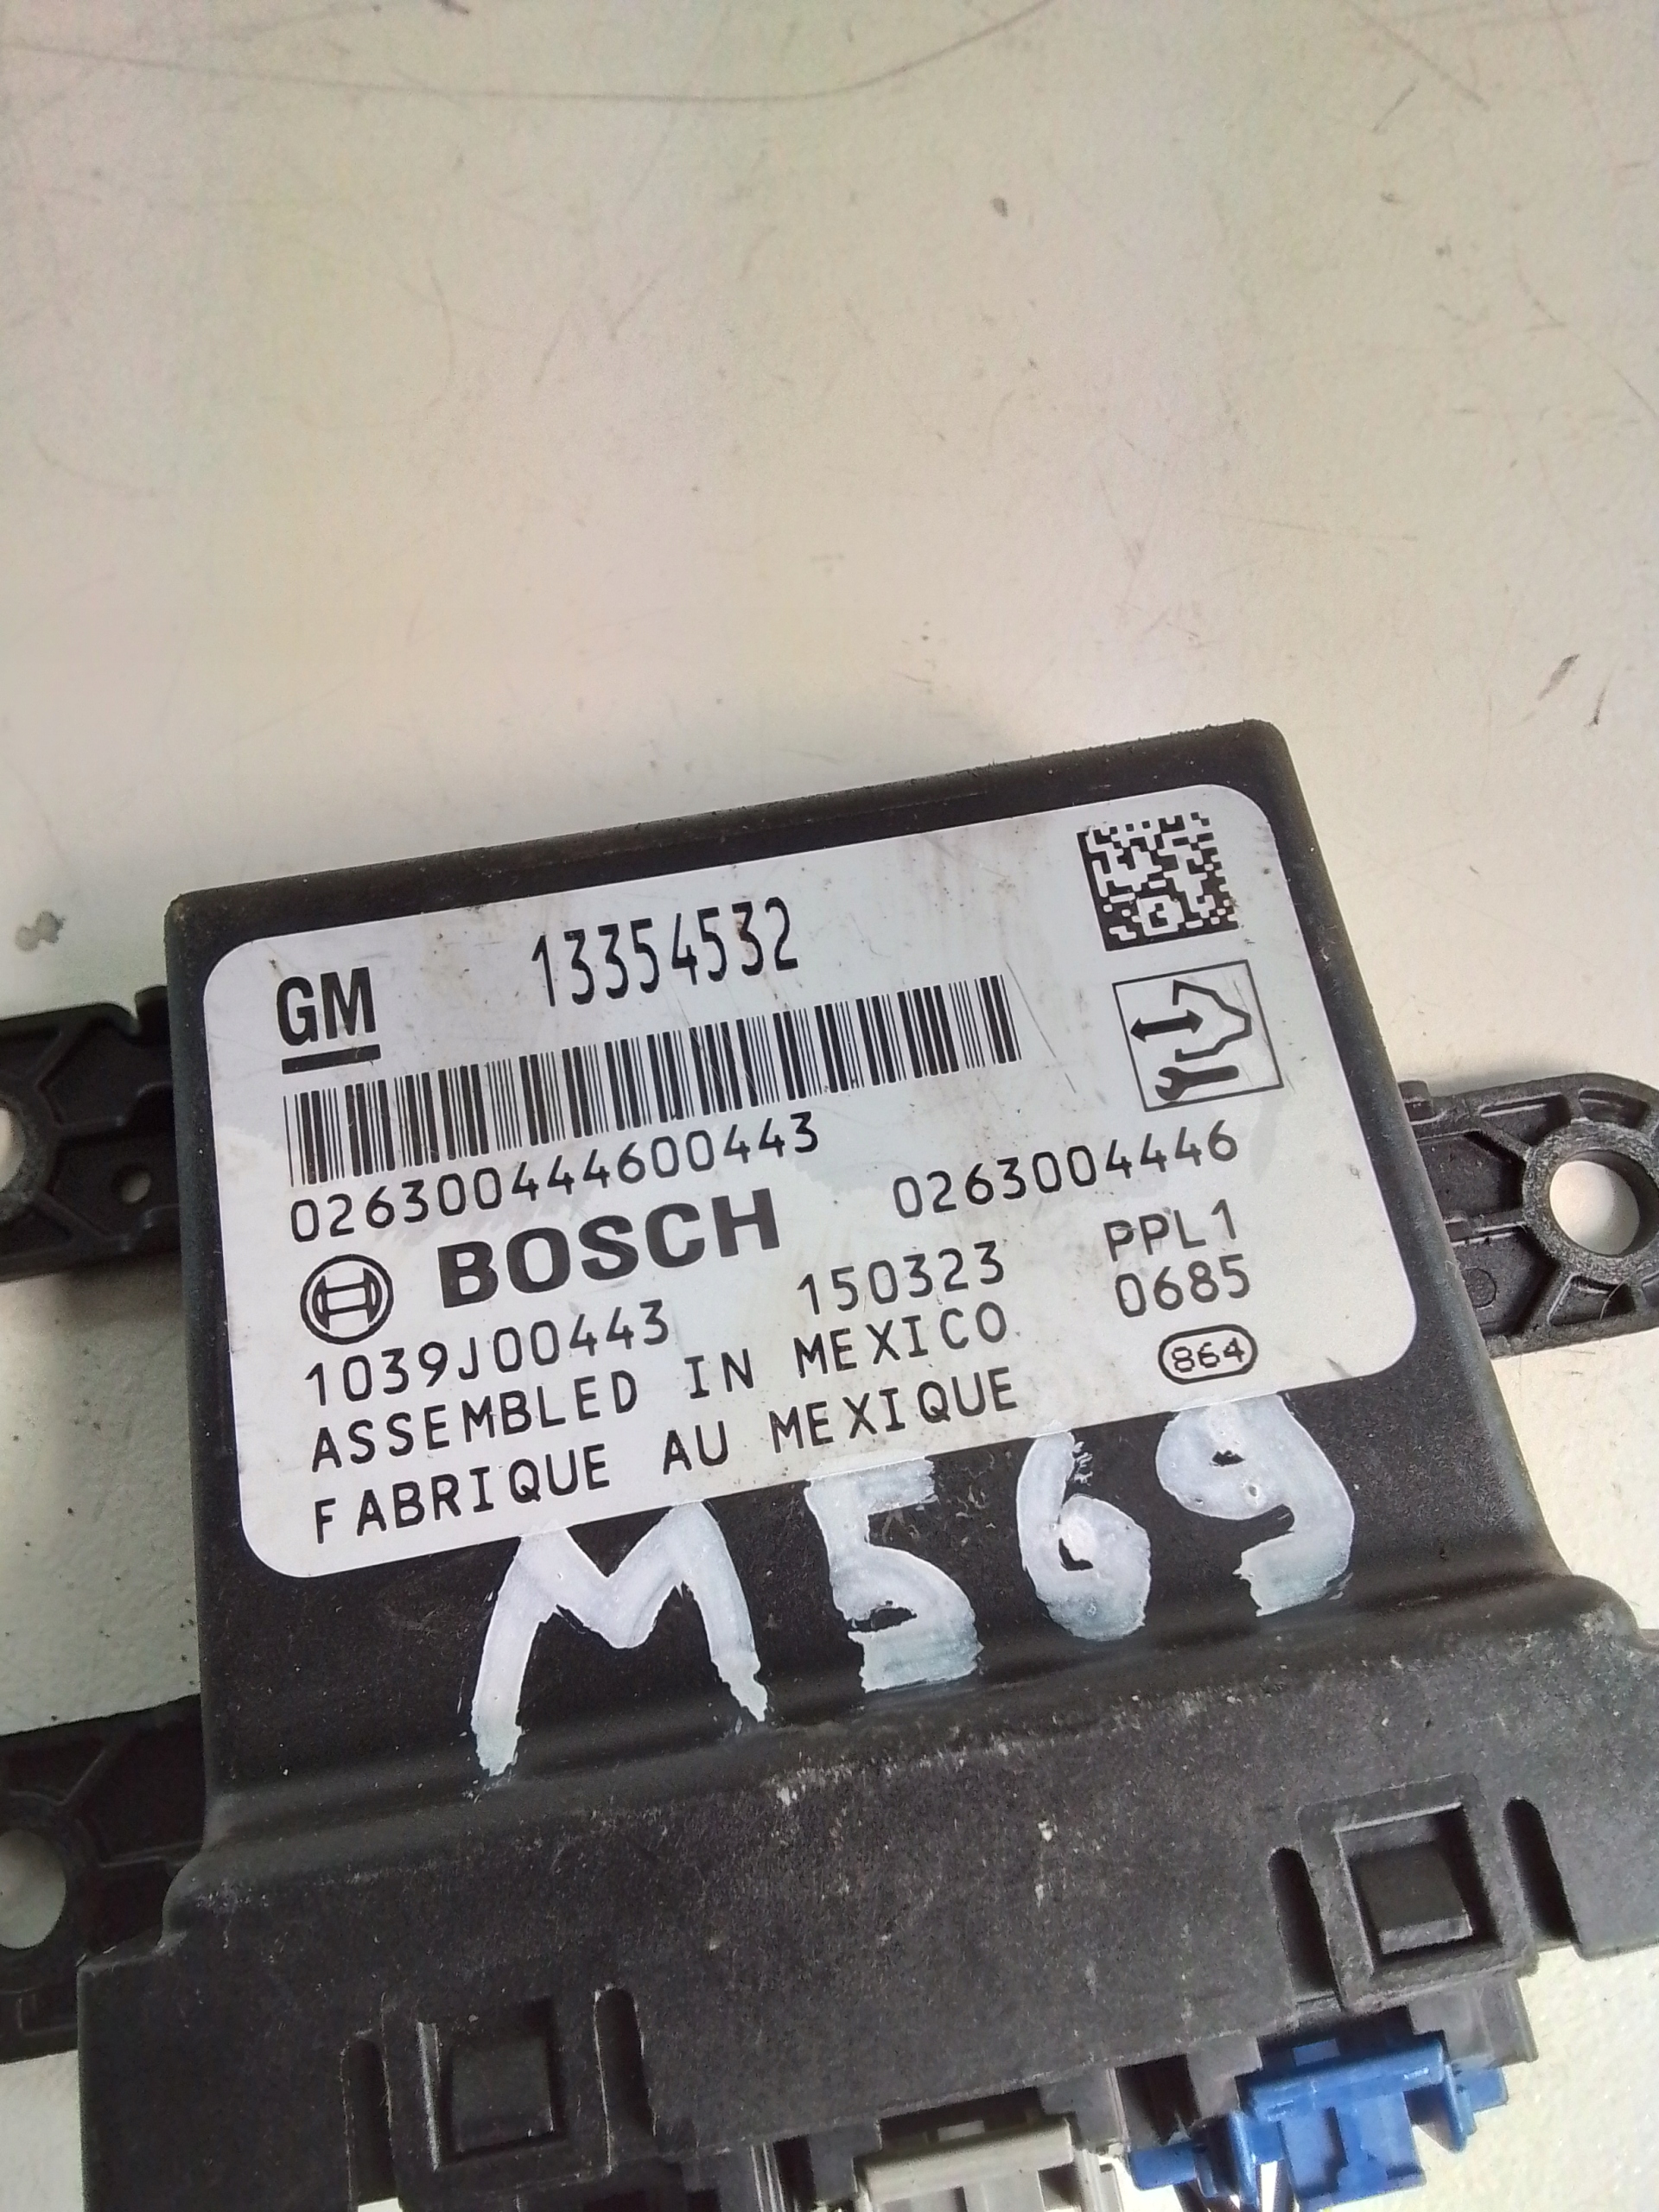 GM 13354532
026300444600443
BOSCH 0263004446
1039J00443 150323 PPL1
ASSEMBLED IN MEXICO 0685
FABRIQUE AU MEXIQUE 864
M569